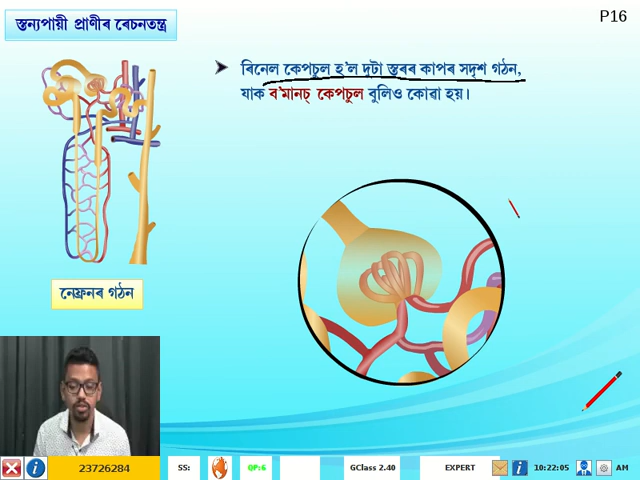 স্তন্যপায়ী প্ৰাণীৰ ৰেচনতন্ত্ৰ
P16
ৰিনেল কেপচুল হ'ল দুটা স্তৰৰ কাপৰ সদৃশ গঠন,
যাক ব'মানচ্ কেপচুল বুলিও কোৱা হয়।
নেফ্ৰনৰ গঠন
23726284
SS:
OP:6
GClass 2.40
EXPERT
10:22:05
AM